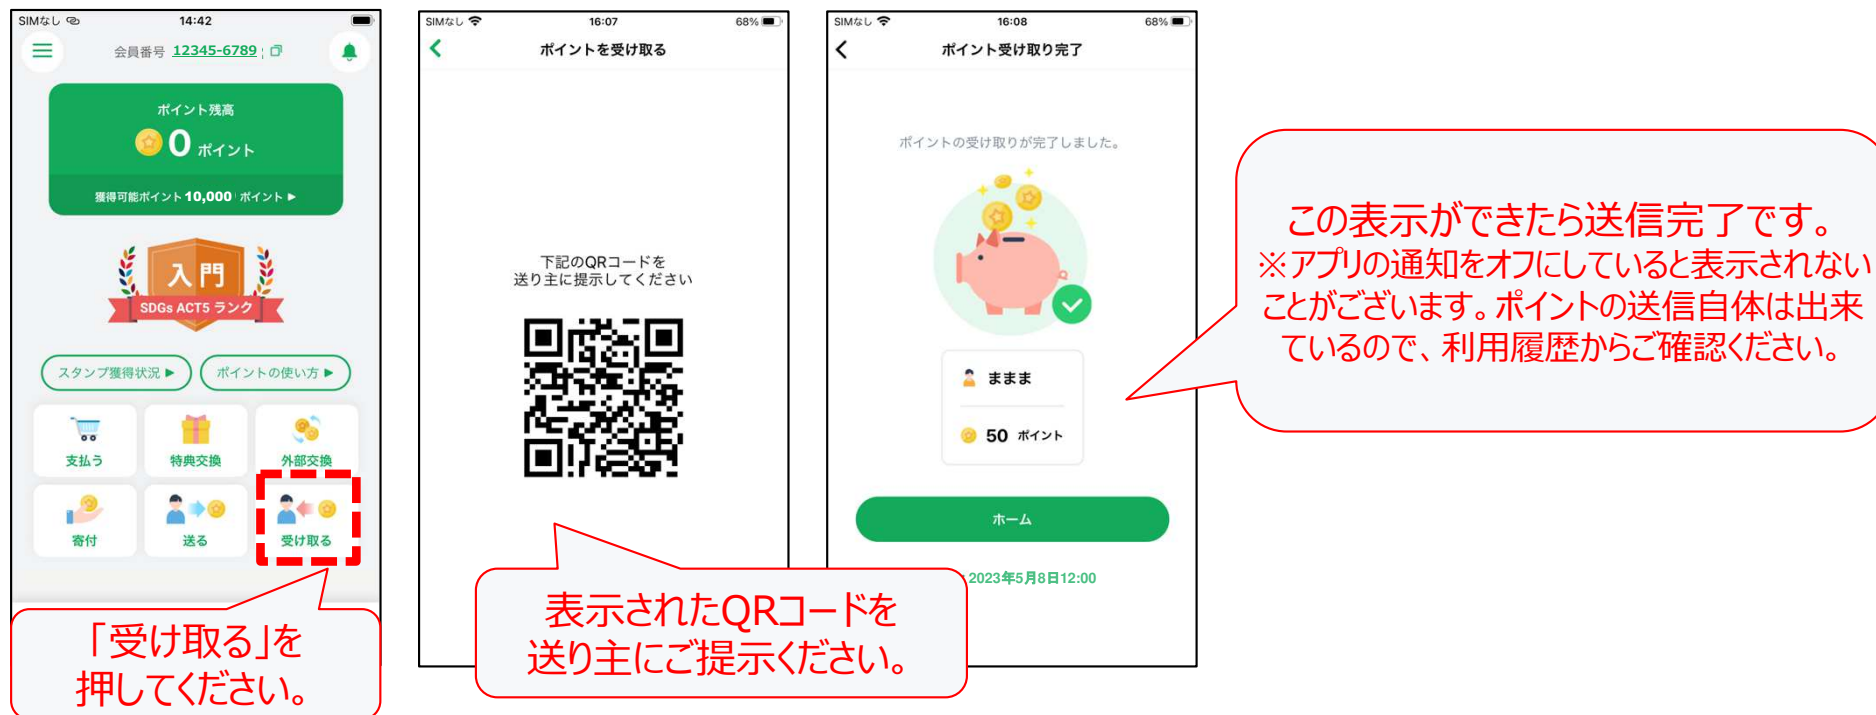 SIMなし 14:42
会員番号 12345-6789
ポイント残高
0 ポイント
獲得可能ポイント 10,000 ポイント ▶
入門
SDGs ACT5 ランク
スタンプ獲得状況 ▶
ポイントの使い方 ▶
支払う
特典交換
外部交換
寄付
送る
受け取る
「受け取る」を
押してください。
SIMなし 16:07 68%
ポイントを受け取る
下記のQRコードを
送り主に提示してください
表示されたQRコードを
送り主にご提示ください。
SIMなし 16:08 68%
ポイント受け取り完了
ポイントの受け取りが完了しました。
ままま
50 ポイント
ホーム
2023年5月8日12:00
この表示ができたら送信完了です。
※アプリの通知をオフにしていると表示されない
ことがございます。ポイントの送信自体は出来
ているので、利用履歴からご確認ください。